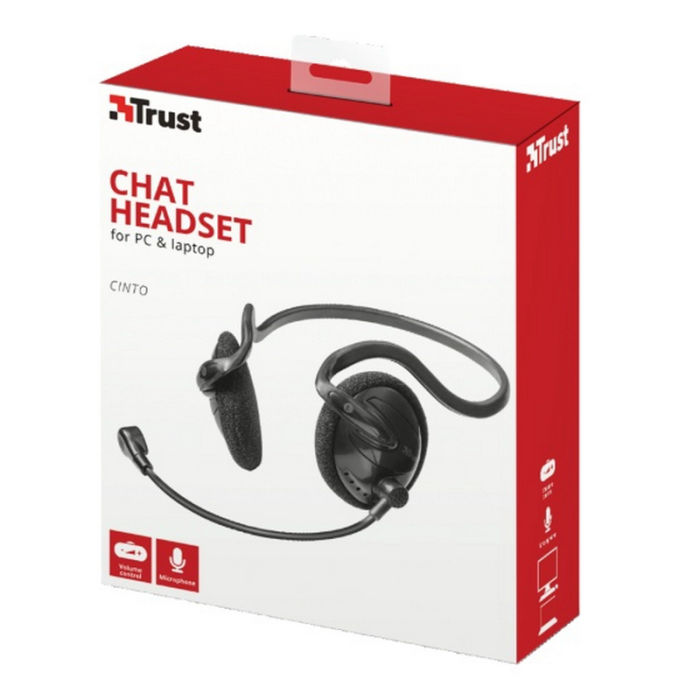 Trust
CHAT
HEADSET
for PC & laptop
CINTO
Volume
control
Microphone
Trust